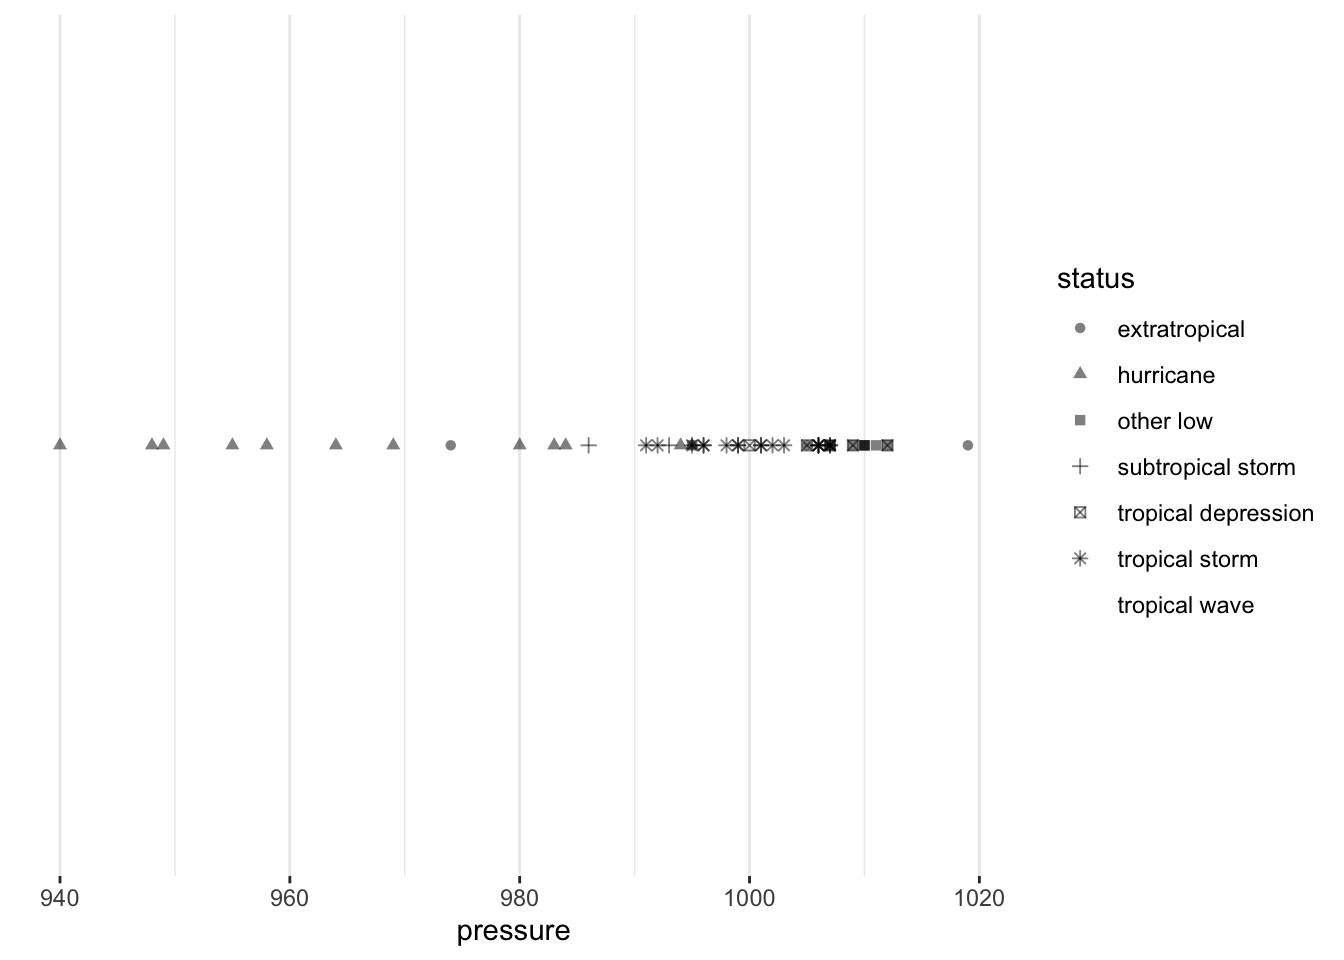 status
extratropical
hurricane
other low
subtropical storm
tropical depression
tropical storm
tropical wave
940 960 980 1000 1020
pressure